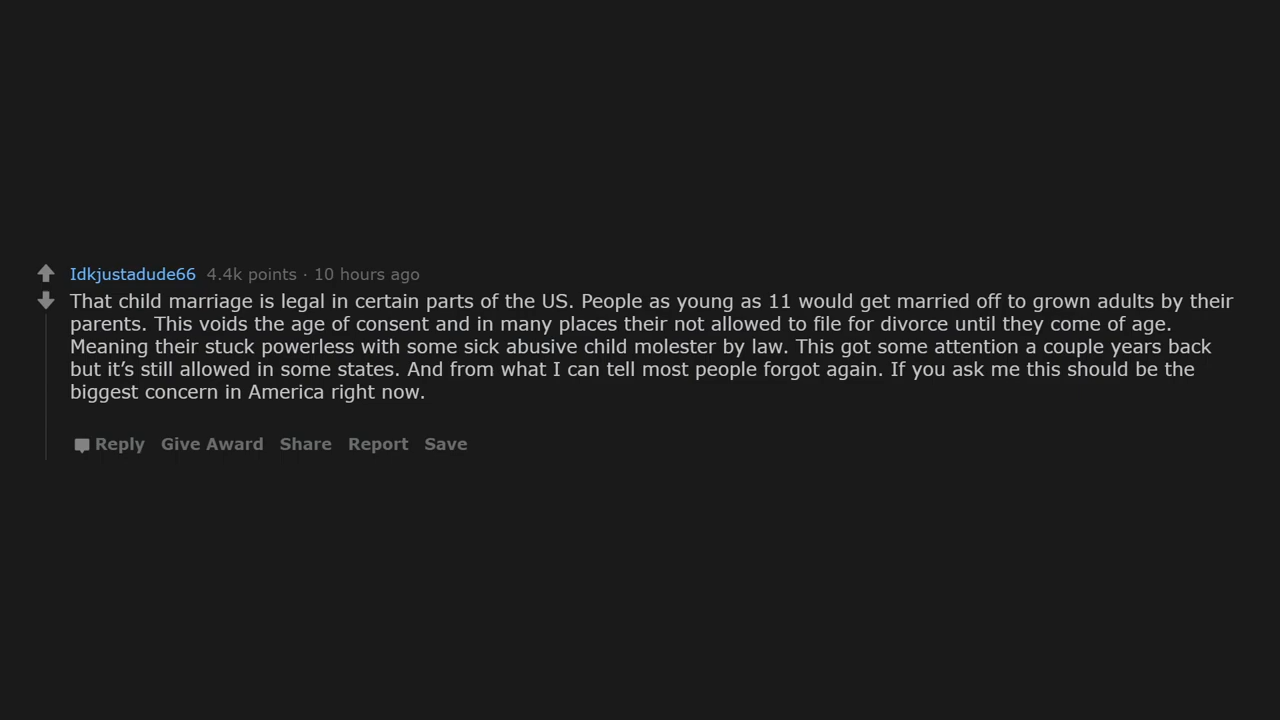 Idkjustadude66 4.4k points · 10 hours ago
That child marriage is legal in certain parts of the US. People as young as 11 would get married off to grown adults by their
parents. This voids the age of consent and in many places their not allowed to file for divorce until they come of age.
Meaning their stuck powerless with some sick abusive child molester by law. This got some attention a couple years back
but it’s still allowed in some states. And from what I can tell most people forgot again. If you ask me this should be the
biggest concern in America right now.
Reply Give Award Share Report Save